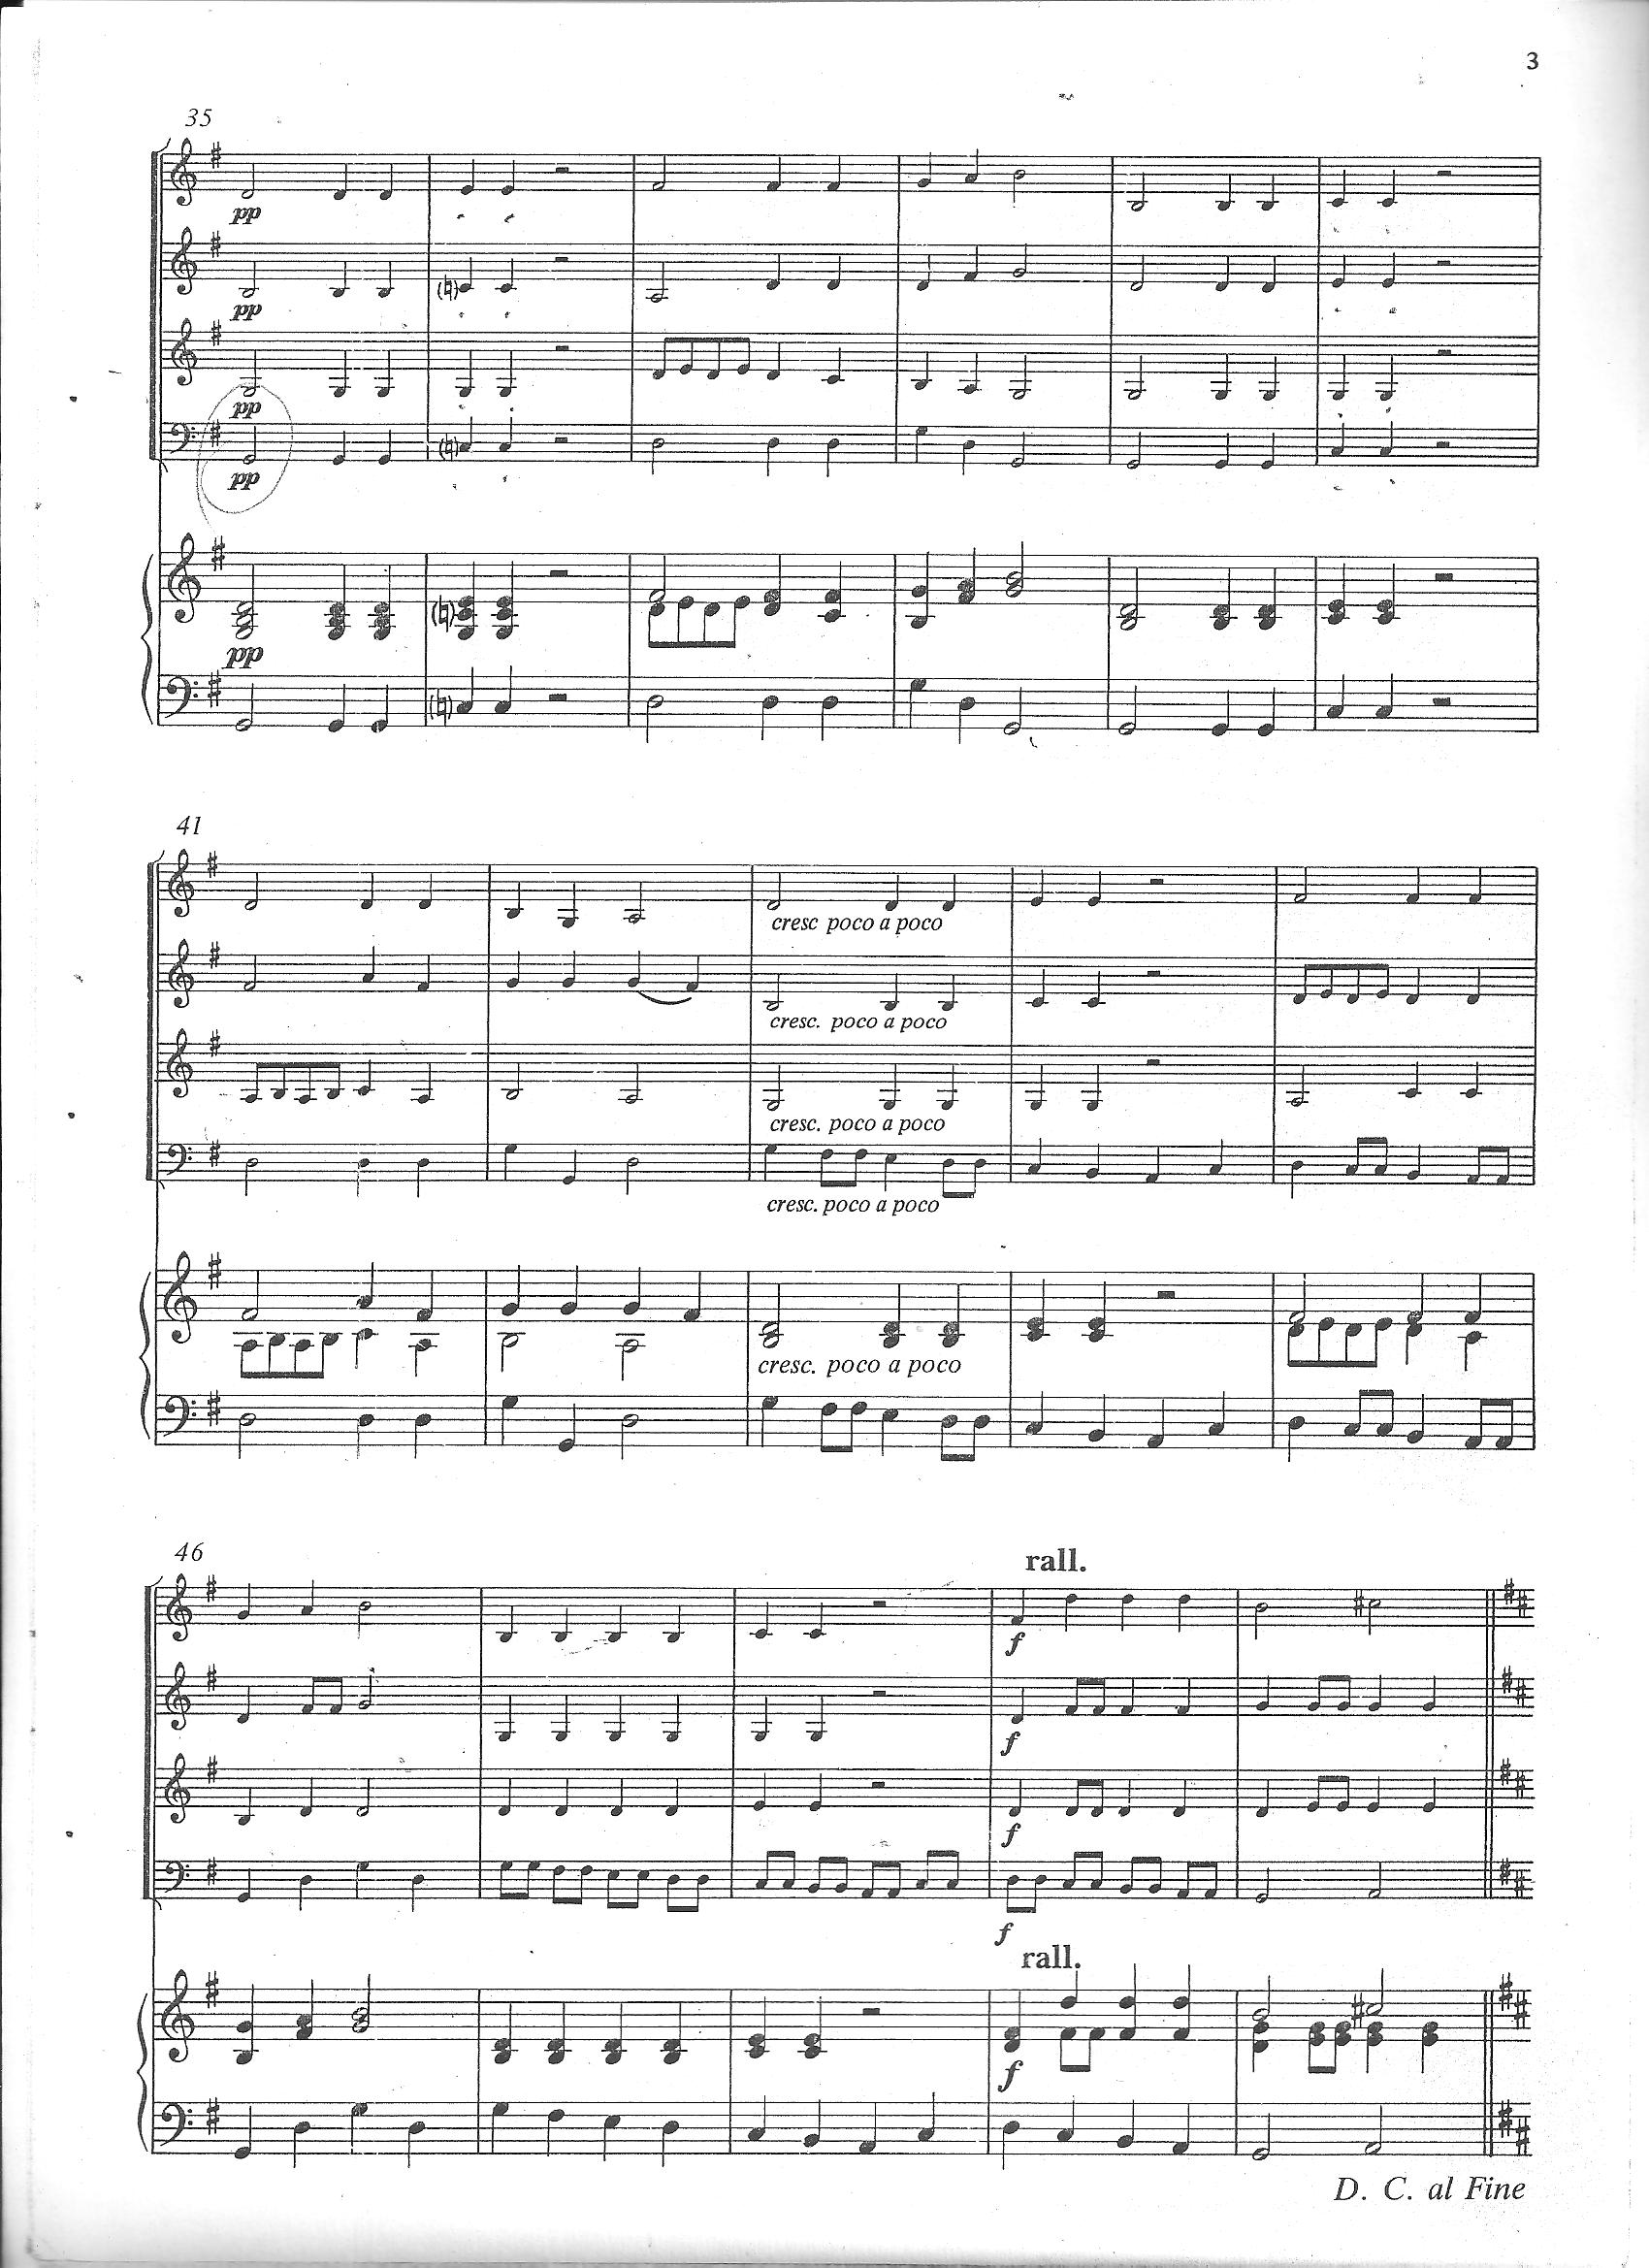 3
35
pp
pp
pp
pp
pp
41
cresc poco a poco
cresc. poco a poco
cresc. poco a poco
cresc. poco a poco
cresc. poco a poco
46
rall.
f
f
f
f
rall.
f
D. C. al Fine